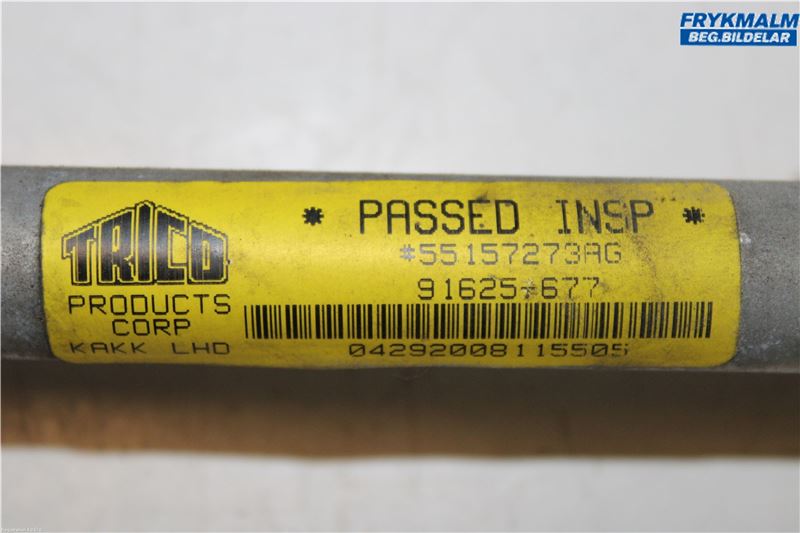 FRYKMALM
BEG.BILDELAR
TRICO
PRODUCTS
CORP
KAKK LHD
* PASSED INSP *
*55157273AG
91625*677
04292008115505